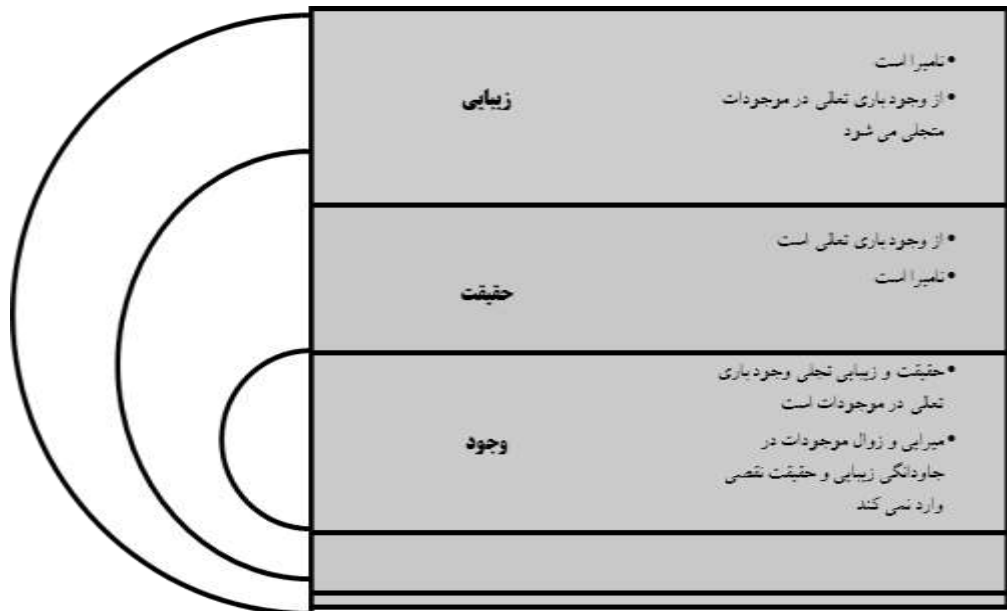 • نامیرا است
زیبایی
• از وجود باری تعالی در موجودات
متجلی می شود
• از وجود باری تعالی است
حقیقت
• نامیرا است
• حقیقت و زیبایی تجلی وجود باری
تعالی در موجودات است
وجود
• میرایی و زوال موجودات در
جاودانگی زیبایی و حقیقت نقصی
وارد نمی کند